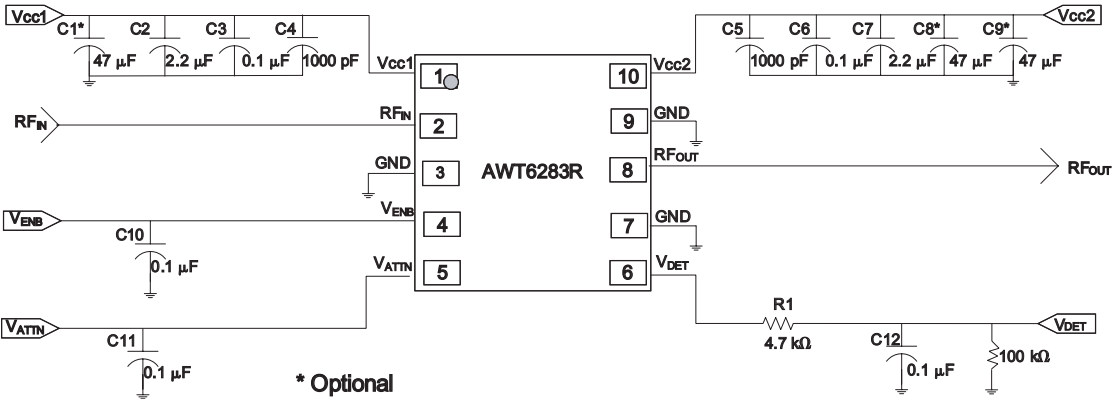 Vcc1
C1* C2 C3 C4
47 µF 2.2 µF 0.1 µF 1000 pF
Vcc1
RFIN
RFIN
GND
VENB
VENB
C10
0.1 µF
VATTN
VATTN
C11
0.1 µF
* Optional
1
2
3
4
5
AWT6283R
10
9
8
7
6
Vcc2
GND
RFOUT
GND
VDET
Vcc2
C5 C6 C7 C8* C9*
1000 pF 0.1 µF 2.2 µF 47 µF 47 µF
RFOUT
R1
4.7 kΩ
C12
0.1 µF
100 kΩ
VDET